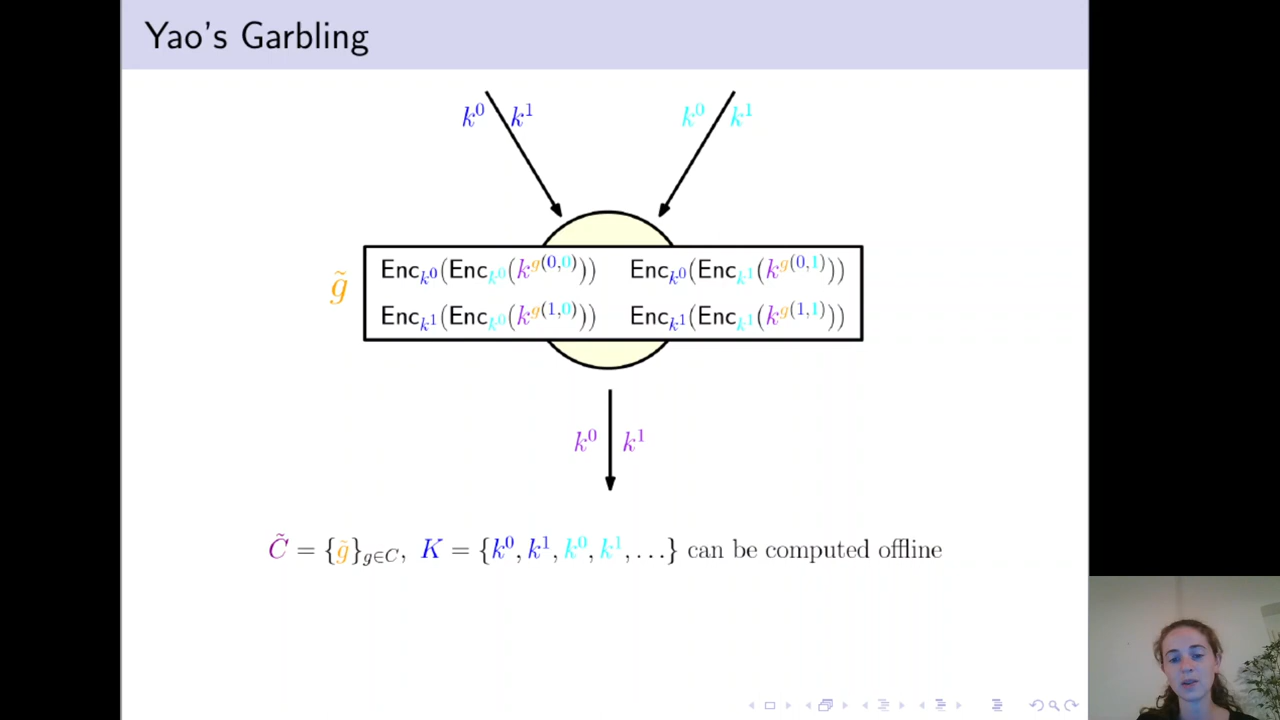 Yao's Garbling
k⁰ k¹ k⁰ k¹
g̃
Enc_{k⁰}(Enc_{k⁰}(k^{g(0,0)})) Enc_{k⁰}(Enc_{k¹}(k^{g(0,1)}))
Enc_{k¹}(Enc_{k⁰}(k^{g(1,0)})) Enc_{k¹}(Enc_{k¹}(k^{g(1,1)}))
k⁰ k¹
C̃ = {g̃}_{g∈C}, K = {k⁰, k¹, k⁰, k¹, ...} can be computed offline